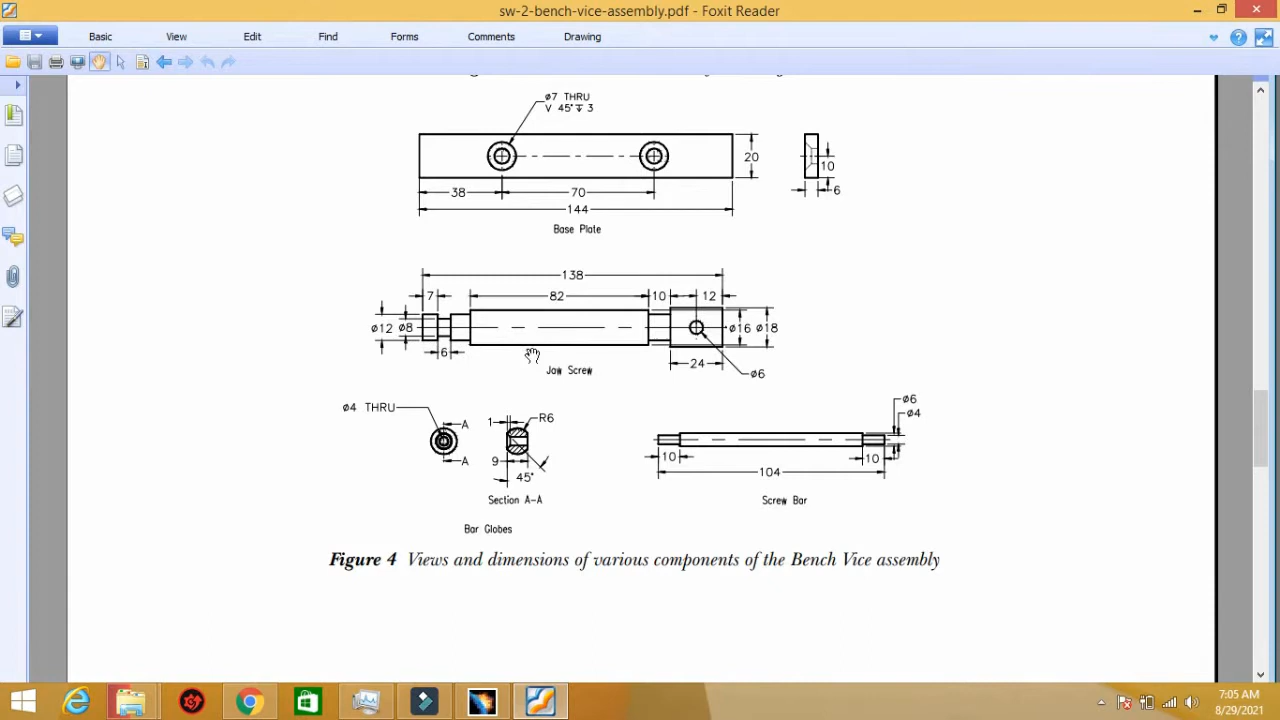 sw-2-bench-vice-assembly.pdf - Foxit Reader
Basic View Edit Find Forms Comments Drawing
ø7 THRU
V 45° ↧ 3
20
10
38 70
6
144
Base Plate
138
7 82 10 12
ø12 ø8 ø16 ø18
6
24
ø6
Jaw Screw
ø4 THRU
A
A
1
R6
9
45°
Section A-A
Bar Globes
ø6
ø4
10 10
104
Screw Bar
Figure 4 Views and dimensions of various components of the Bench Vice assembly
7:05 AM
8/29/2021